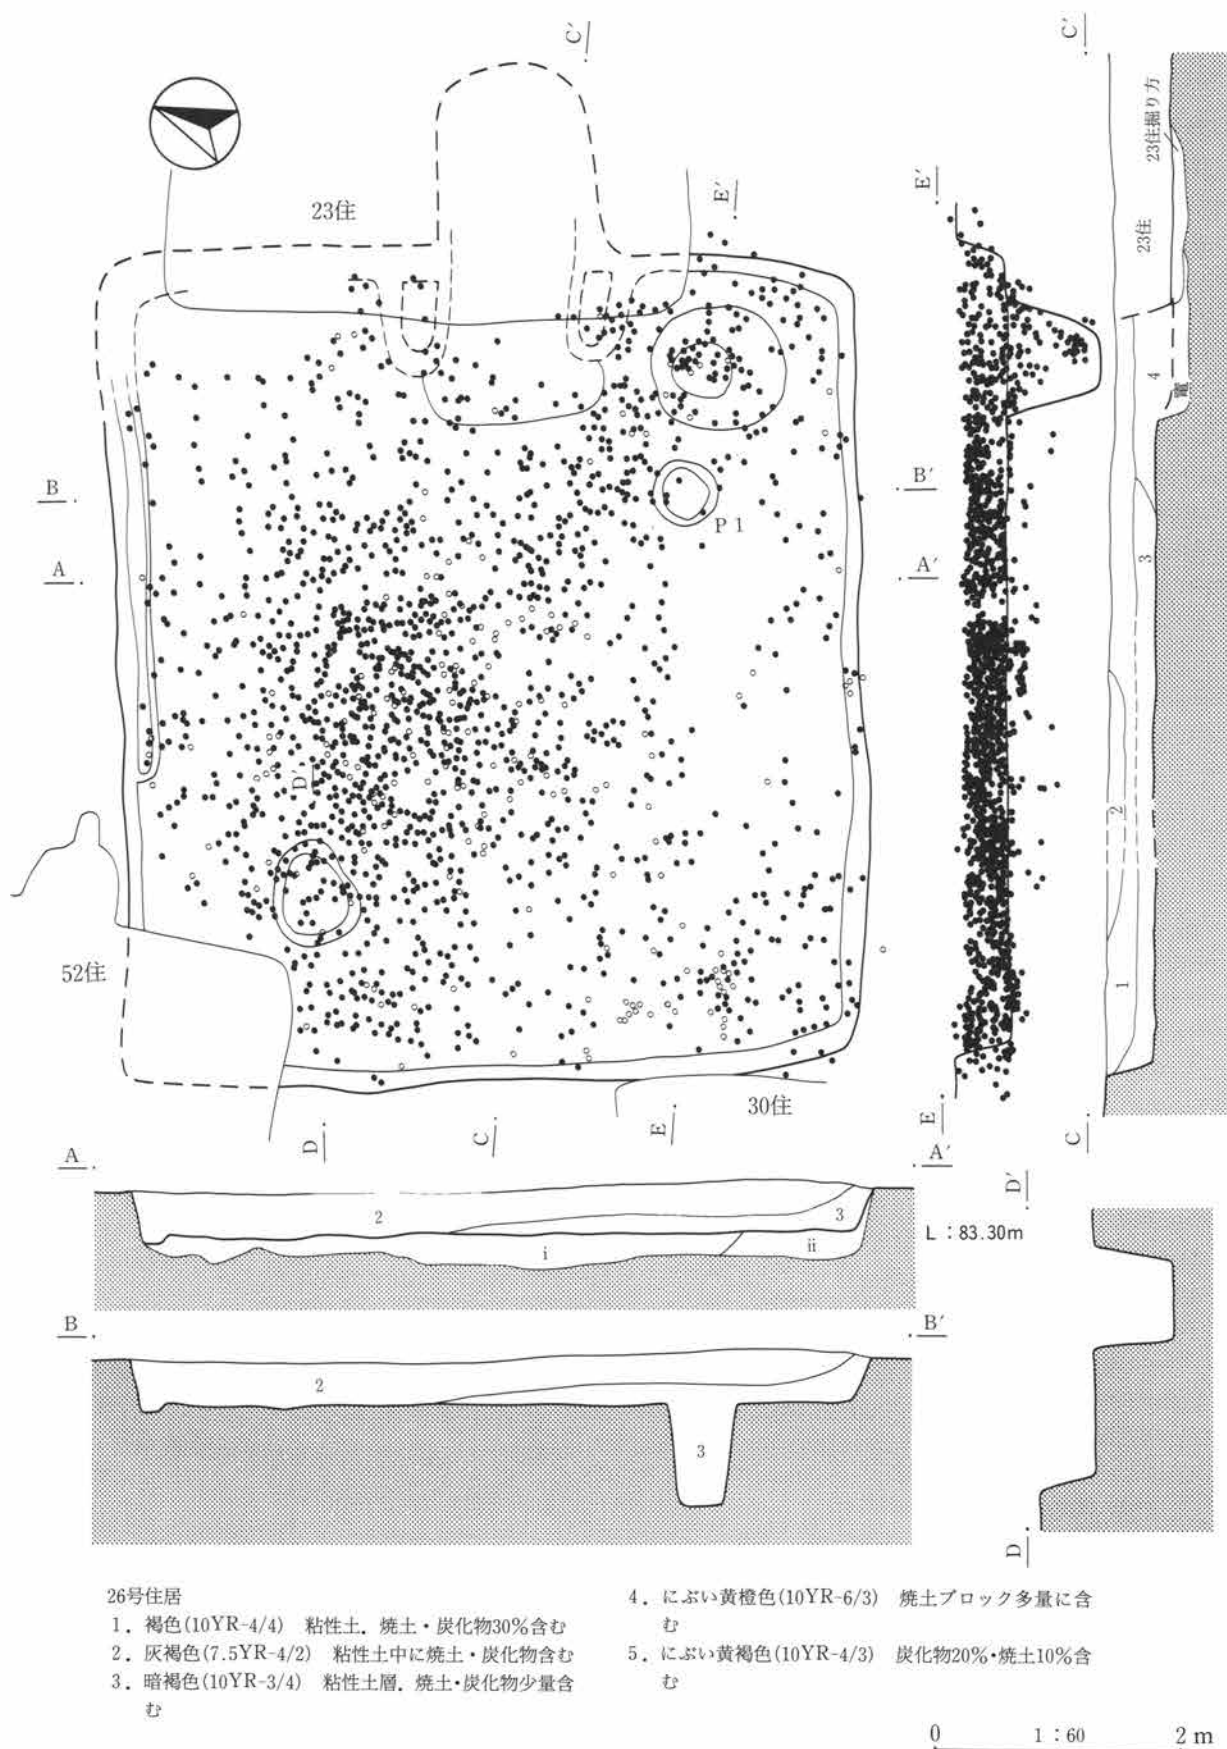 C′
C′
23住掘り方
E′
E′
23住
23住
4
竈
B
P 1
B′
A
A′
3
D′
2
52住
1
30住
D
C
E
E
C
A
A′
D′
2
3
L：83.30m
i
ii
B
B′
2
3
D
26号住居
1．褐色(10YR-4/4)　粘性土．焼土・炭化物30%含む
2．灰褐色(7.5YR-4/2)　粘性土中に焼土・炭化物含む
3．暗褐色(10YR-3/4)　粘性土層．焼土・炭化物少量含
む
4．にぶい黄橙色(10YR-6/3)　焼土ブロック多量に含
む
5．にぶい黄褐色(10YR-4/3)　炭化物20%・焼土10%含
む
0　1：60　2 m